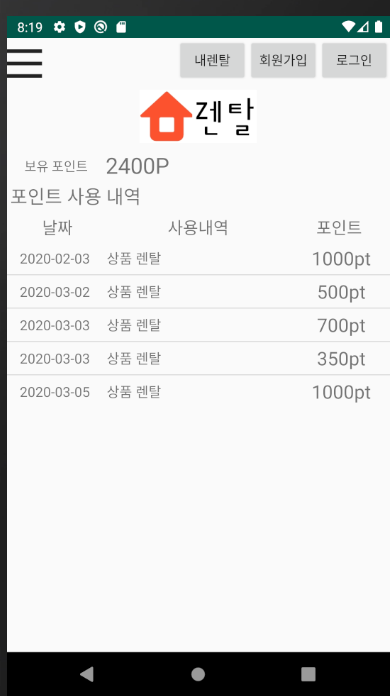 8:19
내렌탈 회원가입 로그인
젠탈
보유 포인트 2400P
포인트 사용 내역
날짜 사용내역 포인트
2020-02-03 상품 렌탈 1000pt
2020-03-02 상품 렌탈 500pt
2020-03-03 상품 렌탈 700pt
2020-03-03 상품 렌탈 350pt
2020-03-05 상품 렌탈 1000pt